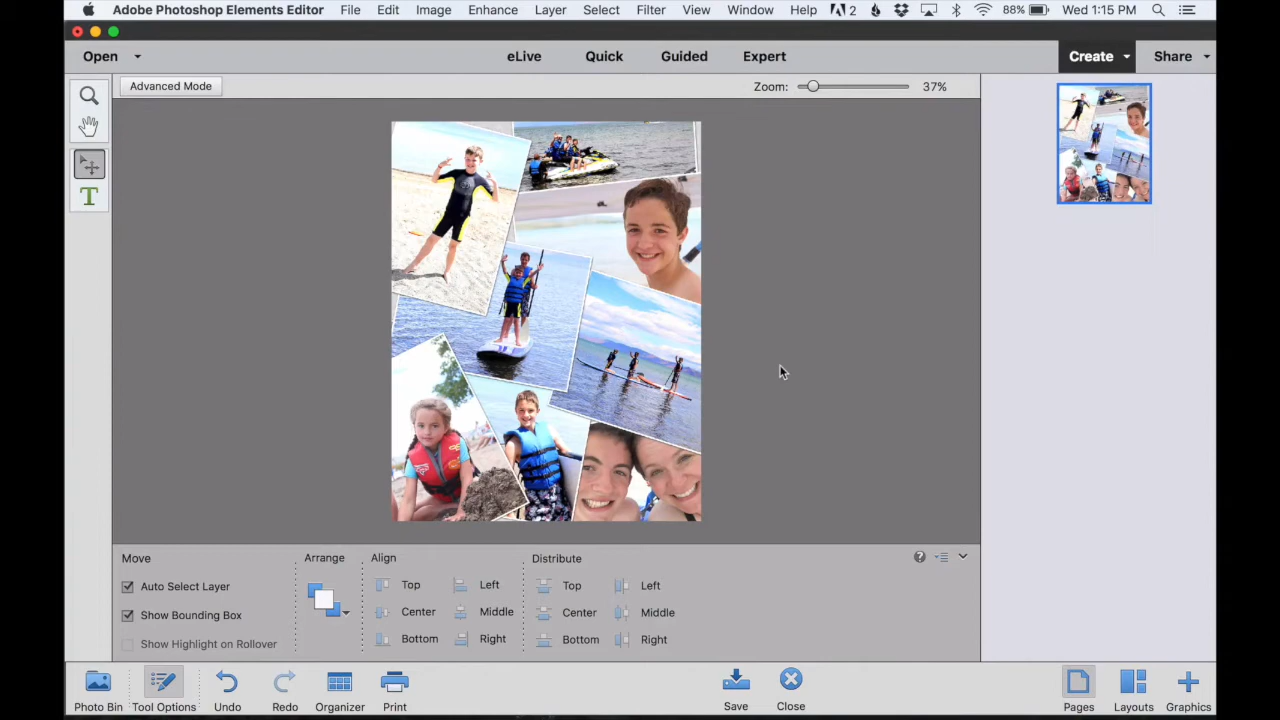 Adobe Photoshop Elements Editor File Edit Image Enhance Layer Select Filter View Window Help 2 88% Wed 1:15 PM
Open eLive Quick Guided Expert Create Share
Advanced Mode Zoom: 37%
T
Move Arrange Align Distribute
Auto Select Layer Top Left Top Left
Show Bounding Box Center Middle Center Middle
Show Highlight on Rollover Bottom Right Bottom Right
Photo Bin Tool Options Undo Redo Organizer Print Save Close Pages Layouts Graphics